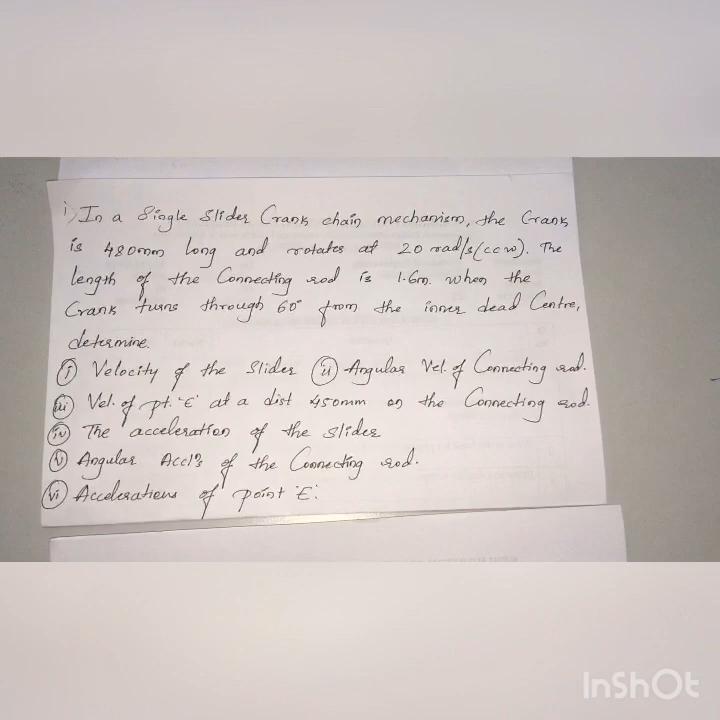 i) In a Single Slider Crank chain mechanism, the Crank
is 480mm long and rotates at 20 rad/s (ccw). The
length of the Connecting rod is 1.6m. when the
Crank turns through 60° from the inner dead Centre,
determine.
(i) Velocity of the Slider (ii) Angular Vel. of Connecting rod.
(iii) Vel. of pt. 'E' at a dist 450mm on the Connecting rod.
(iv) The acceleration of the slider
(v) Angular Accln of the Connecting rod.
(vi) Accelerations of point 'E'.
InShOt